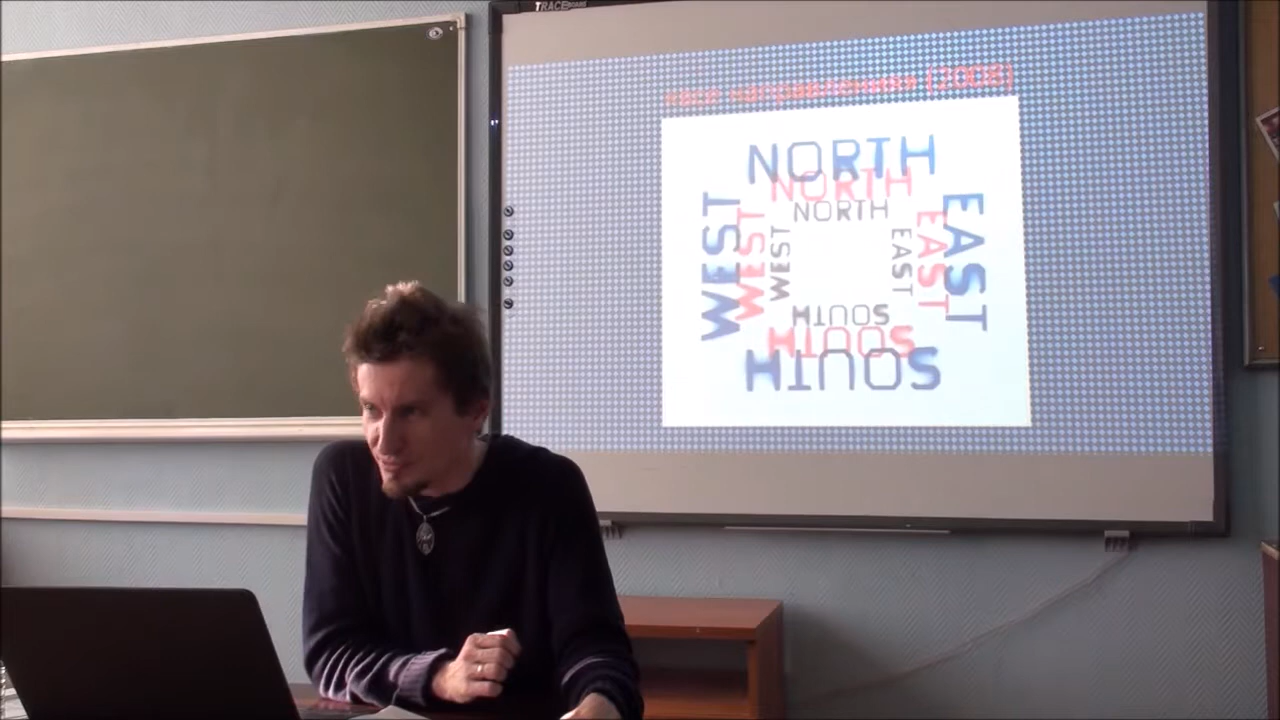 TRACEBOARD
«все направления» (2008)
NORTH
NORTH
NORTH
WEST
WEST
WEST
EAST
EAST
EAST
SOUTH
SOUTH
SOUTH